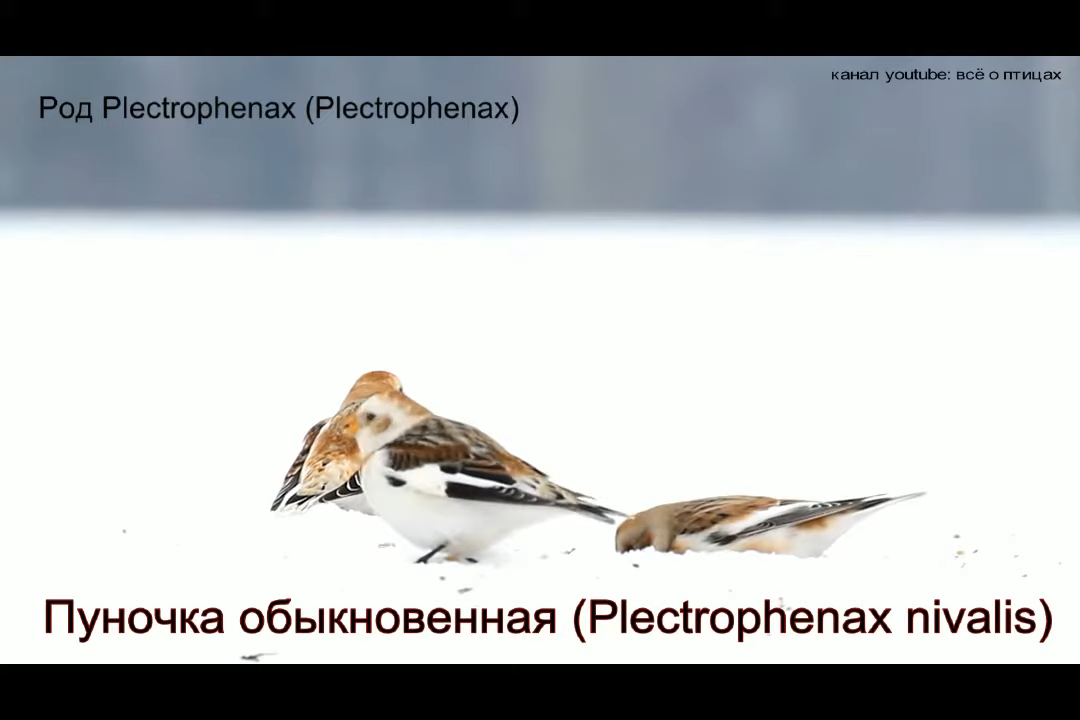 канал youtube: всё о птицах
Род Plectrophenax (Plectrophenax)
Пуночка обыкновенная (Plectrophenax nivalis)